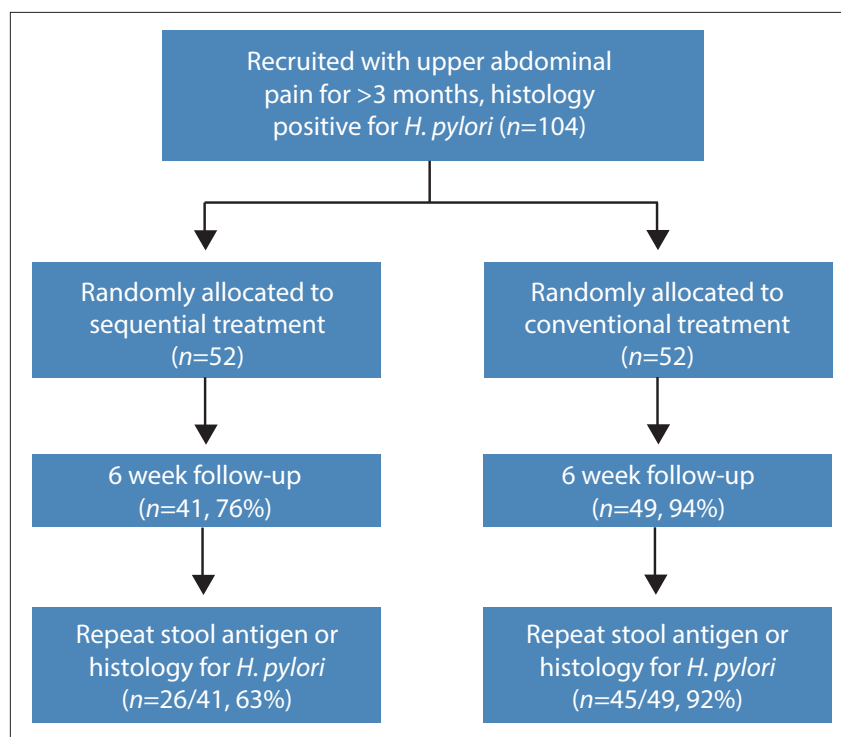 Recruited with upper abdominal
pain for >3 months, histology
positive for H. pylori (n=104)
Randomly allocated to
sequential treatment
(n=52)
Randomly allocated to
conventional treatment
(n=52)
6 week follow-up
(n=41, 76%)
6 week follow-up
(n=49, 94%)
Repeat stool antigen or
histology for H. pylori
(n=26/41, 63%)
Repeat stool antigen or
histology for H. pylori
(n=45/49, 92%)